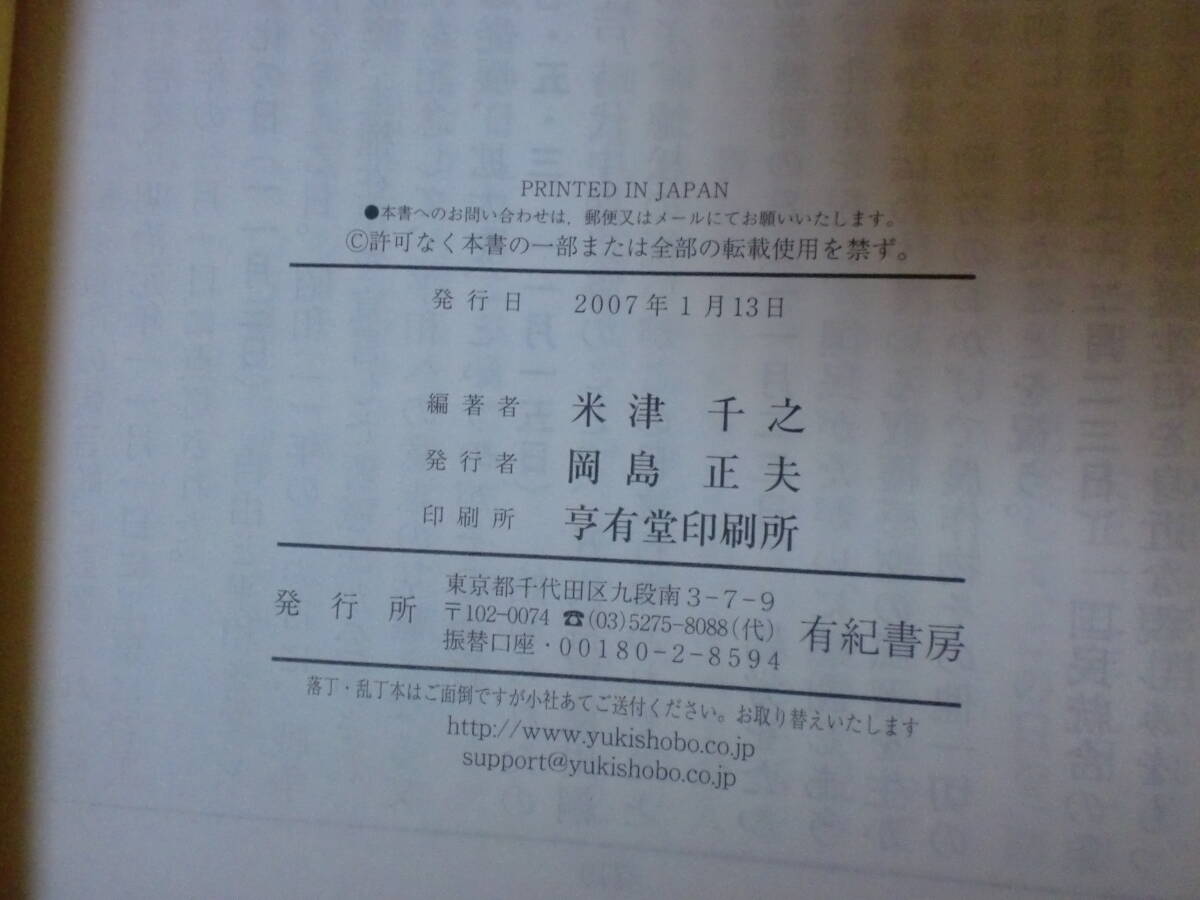 PRINTED IN JAPAN
●本書へのお問い合わせは，郵便又はメールにてお願いいたします。
©許可なく本書の一部または全部の転載使用を禁ず。
発行日 2007年1月13日
編著者 米津 千之
発行者 岡島 正夫
印刷所 亨有堂印刷所
発行所
東京都千代田区九段南3-7-9
〒102-0074 ☎(03)5275-8088(代)
振替口座・00180-2-8594
有紀書房
落丁・乱丁本はご面倒ですが小社あてご送付ください。お取り替えいたします
http://www.yukishobo.co.jp
support@yukishobo.co.jp